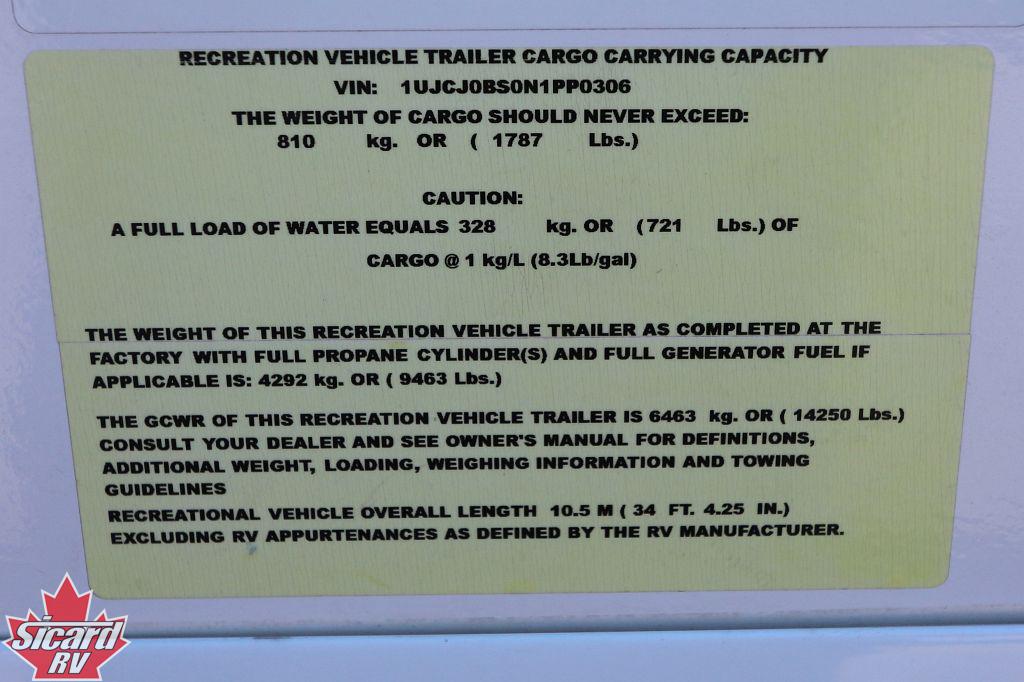 RECREATION VEHICLE TRAILER CARGO CARRYING CAPACITY
VIN: 1UJCJ0BS0N1PP0306
THE WEIGHT OF CARGO SHOULD NEVER EXCEED:
810 kg. OR ( 1787 Lbs.)
CAUTION:
A FULL LOAD OF WATER EQUALS 328 kg. OR (721 Lbs.) OF
CARGO @ 1 kg/L (8.3Lb/gal)
THE WEIGHT OF THIS RECREATION VEHICLE TRAILER AS COMPLETED AT THE
FACTORY WITH FULL PROPANE CYLINDER(S) AND FULL GENERATOR FUEL IF
APPLICABLE IS: 4292 kg. OR ( 9463 Lbs.)
THE GCWR OF THIS RECREATION VEHICLE TRAILER IS 6463 kg. OR ( 14250 Lbs.)
CONSULT YOUR DEALER AND SEE OWNER'S MANUAL FOR DEFINITIONS,
ADDITIONAL WEIGHT, LOADING, WEIGHING INFORMATION AND TOWING
GUIDELINES
RECREATIONAL VEHICLE OVERALL LENGTH 10.5 M ( 34 FT. 4.25 IN.)
EXCLUDING RV APPURTENANCES AS DEFINED BY THE RV MANUFACTURER.
Sicard
RV